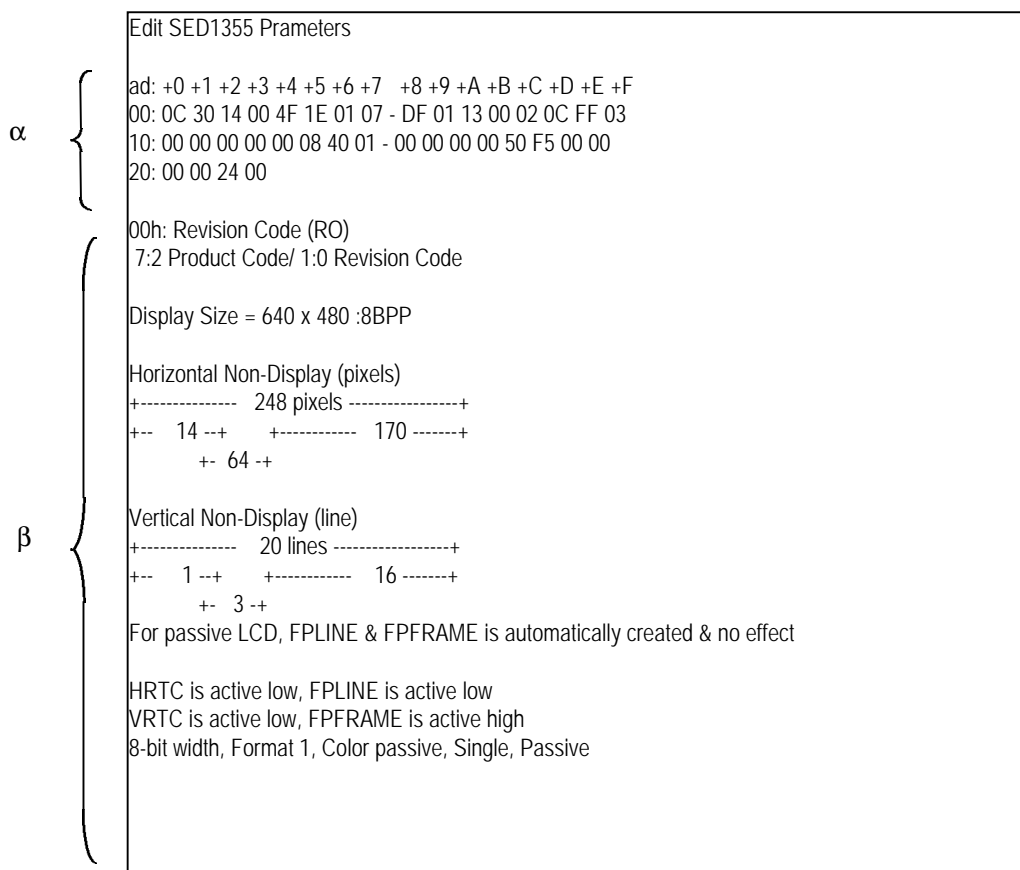 Edit SED1355 Prameters
α
ad: +0 +1 +2 +3 +4 +5 +6 +7 +8 +9 +A +B +C +D +E +F
00: 0C 30 14 00 4F 1E 01 07 - DF 01 13 00 02 0C FF 03
10: 00 00 00 00 00 08 40 01 - 00 00 00 00 50 F5 00 00
20: 00 00 24 00
β
00h: Revision Code (RO)
7:2 Product Code/ 1:0 Revision Code
Display Size = 640 x 480 :8BPP
Horizontal Non-Display (pixels)
+--------------- 248 pixels -----------------+
+-- 14 --+ +------------ 170 -------+
+- 64 -+
Vertical Non-Display (line)
+--------------- 20 lines ------------------+
+-- 1 --+ +------------ 16 -------+
+- 3 -+
For passive LCD, FPLINE & FPFRAME is automatically created & no effect
HRTC is active low, FPLINE is active low
VRTC is active low, FPFRAME is active high
8-bit width, Format 1, Color passive, Single, Passive